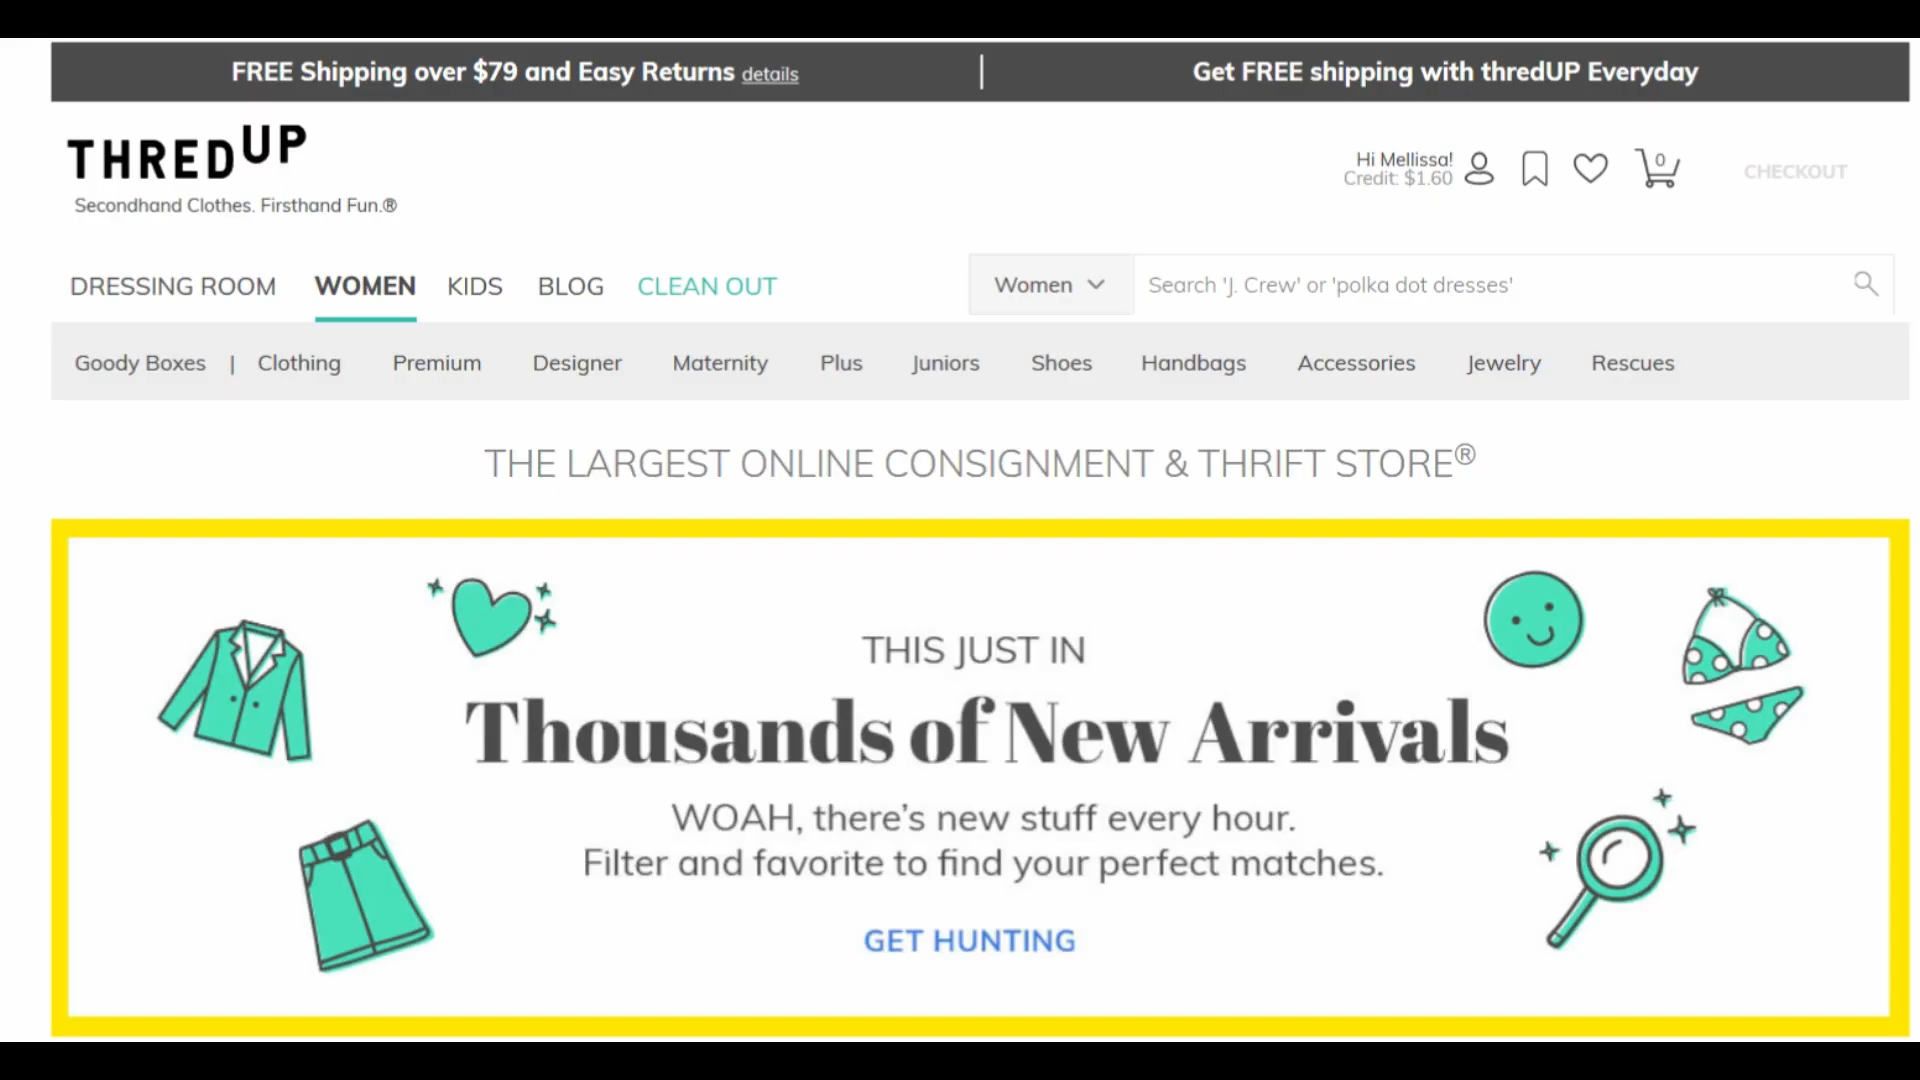 FREE Shipping over $79 and Easy Returns details | Get FREE shipping with thredUP Everyday
THREDUP
Secondhand Clothes. Firsthand Fun.®
Hi Mellissa!
Credit: $1.60
0
CHECKOUT
DRESSING ROOM WOMEN KIDS BLOG CLEAN OUT
Women
Search 'J. Crew' or 'polka dot dresses'
Goody Boxes | Clothing Premium Designer Maternity Plus Juniors Shoes Handbags Accessories Jewelry Rescues
THE LARGEST ONLINE CONSIGNMENT & THRIFT STORE®
THIS JUST IN
Thousands of New Arrivals
WOAH, there's new stuff every hour.
Filter and favorite to find your perfect matches.
GET HUNTING